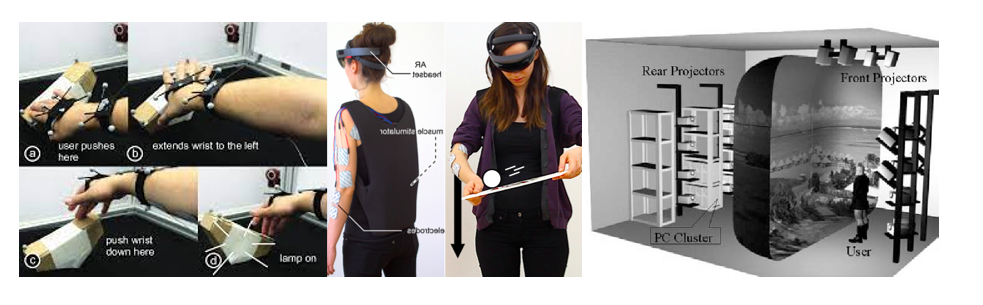 a
user pushes
here
b
extends wrist to the left
c
push wrist
down here
d
lamp on
AR
headset
muscle stimulator
electrodes
Rear Projectors
Front Projectors
PC Cluster
User